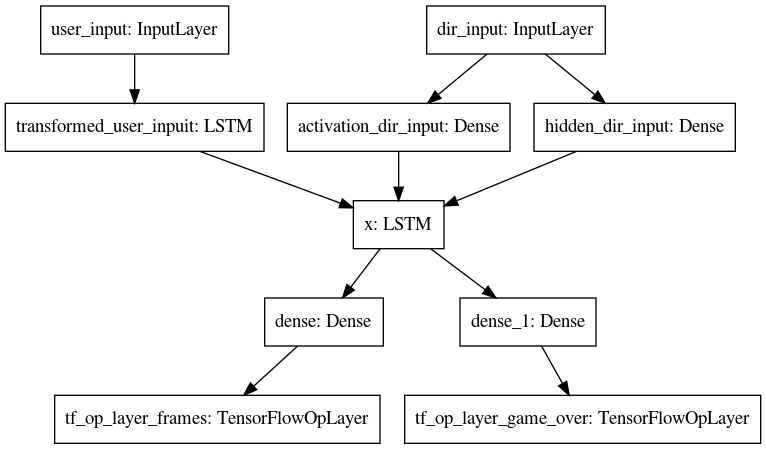 user_input: InputLayer
dir_input: InputLayer
transformed_user_inpuit: LSTM
activation_dir_input: Dense
hidden_dir_input: Dense
x: LSTM
dense: Dense
dense_1: Dense
tf_op_layer_frames: TensorFlowOpLayer
tf_op_layer_game_over: TensorFlowOpLayer